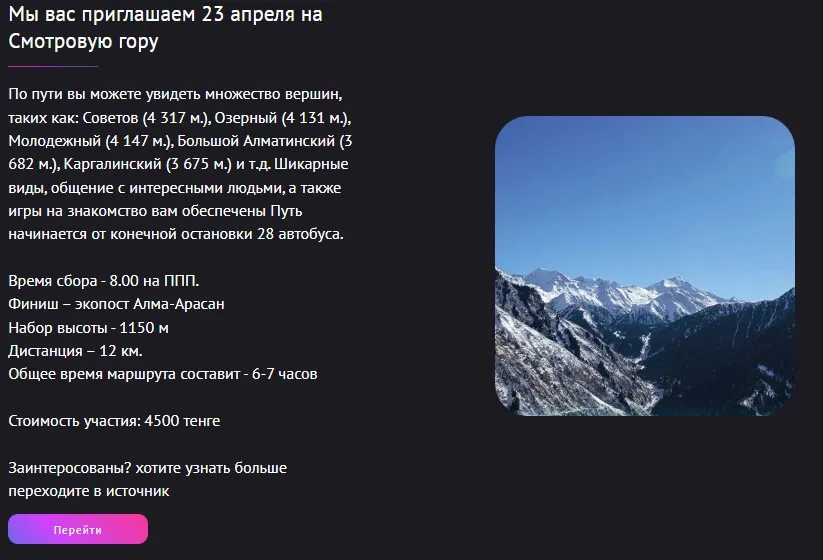 Мы вас приглашаем 23 апреля на
Смотровую гору
По пути вы можете увидеть множество вершин,
таких как: Советов (4 317 м.), Озерный (4 131 м.),
Молодежный (4 147 м.), Большой Алматинский (3
682 м.), Каргалинский (3 675 м.) и т.д. Шикарные
виды, общение с интересными людьми, а также
игры на знакомство вам обеспечены Путь
начинается от конечной остановки 28 автобуса.
Время сбора - 8.00 на ППП.
Финиш – экопост Алма-Арасан
Набор высоты - 1150 м
Дистанция – 12 км.
Общее время маршрута составит - 6-7 часов
Стоимость участия: 4500 тенге
Заинтеросованы? хотите узнать больше
переходите в источник
Перейти